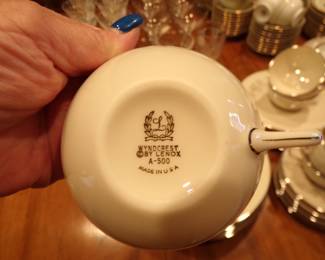 L
WYNDCREST
© BY LENOX
A-500
MADE IN U.S.A